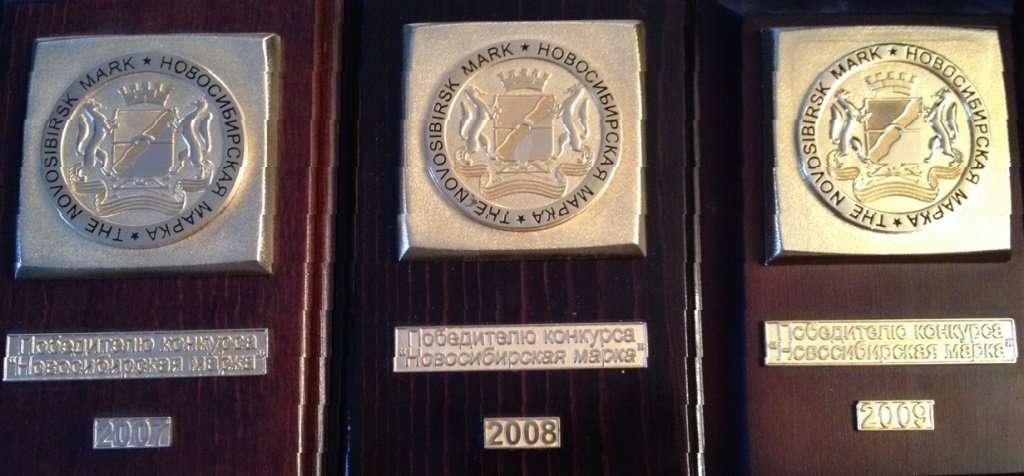 THE NOVOSIBIRSK MARK ★ НОВОСИБИРСКАЯ МАРКА ★
Победителю конкурса
"Новосибирская марка"
2007
THE NOVOSIBIRSK MARK ★ НОВОСИБИРСКАЯ МАРКА ★
Победителю конкурса
"Новосибирская марка"
2008
THE NOVOSIBIRSK MARK ★ НОВОСИБИРСКАЯ МАРКА ★
Победителю конкурса
"Новосибирская марка"
2009